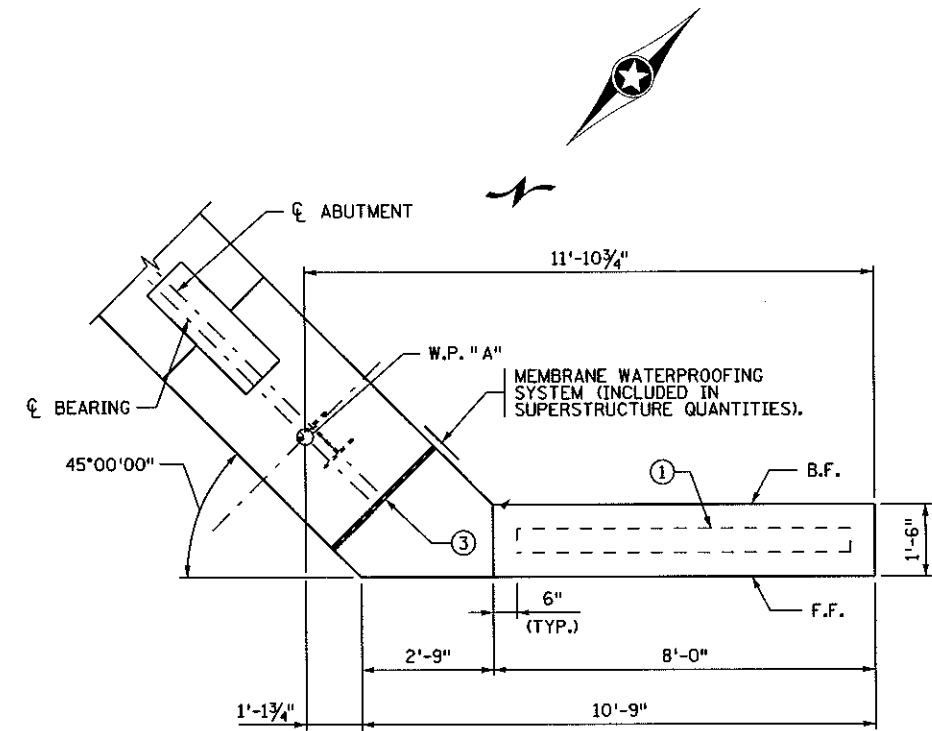 ℄ ABUTMENT
11'-10¾"
W.P. "A"
MEMBRANE WATERPROOFING
SYSTEM (INCLUDED IN
SUPERSTRUCTURE QUANTITIES).
℄ BEARING
45°00'00"
1
B.F.
3
1'-6"
6"
(TYP.)
F.F.
2'-9"
8'-0"
1'-1¾"
10'-9"